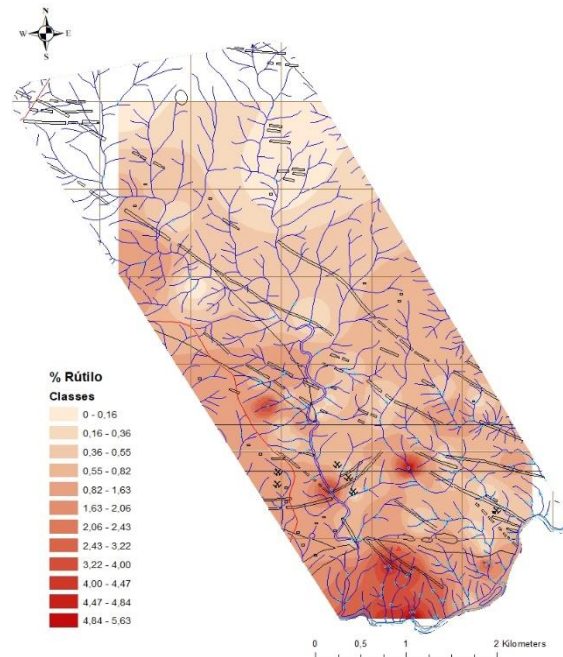 N
W E
S
% Rútilo
Classes
0 - 0,16
0,16 - 0,36
0,36 - 0,55
0,55 - 0,82
0,82 - 1,63
1,63 - 2,06
2,06 - 2,43
2,43 - 3,22
3,22 - 4,00
4,00 - 4,47
4,47 - 4,84
4,84 - 5,63
0 0,5 1 2 Kilometers